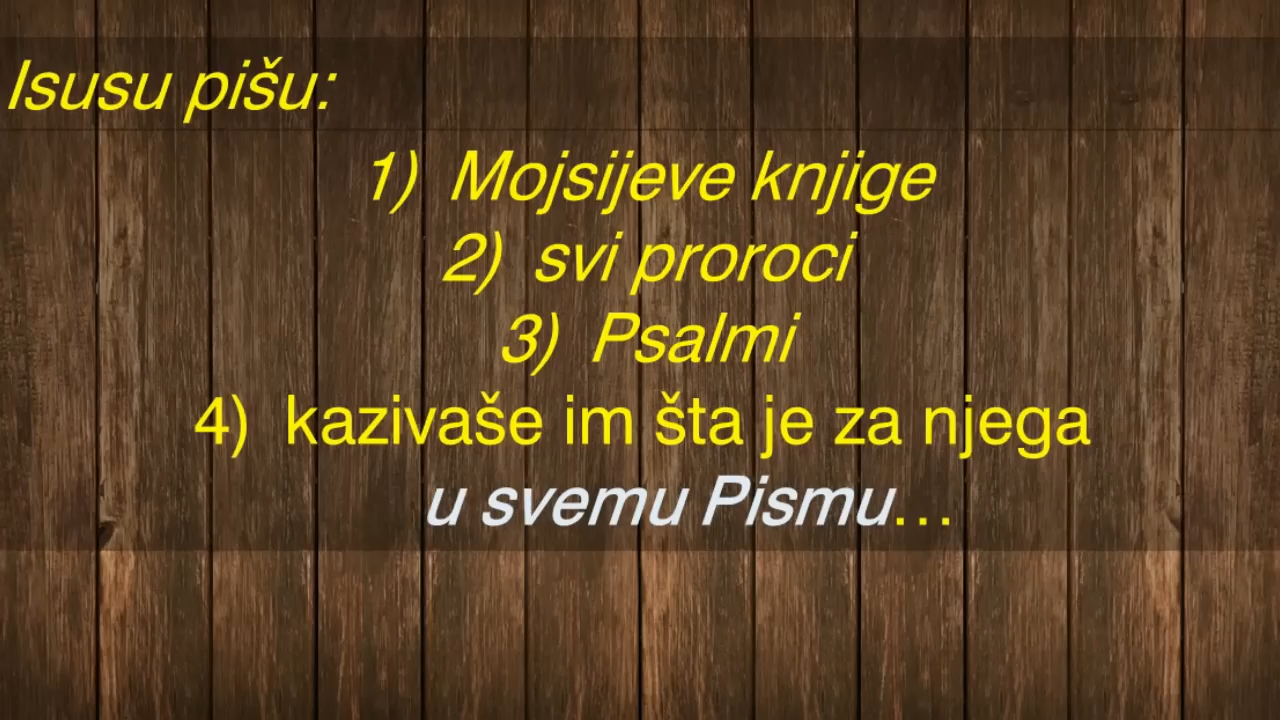 Isusu pišu:
1) Mojsijeve knjige
2) svi proroci
3) Psalmi
4) kazivaše im šta je za njega
u svemu Pismu…